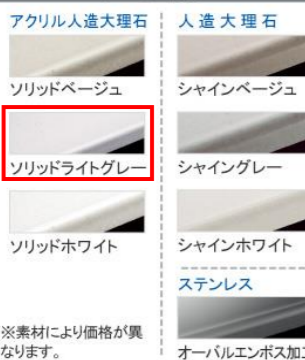 アクリル人造大理石
ソリッドベージュ
ソリッドライトグレー
ソリッドホワイト
※素材により価格が異
なります。
人造大理石
シャインベージュ
シャイングレー
シャインホワイト
ステンレス
オーバルエンボス加